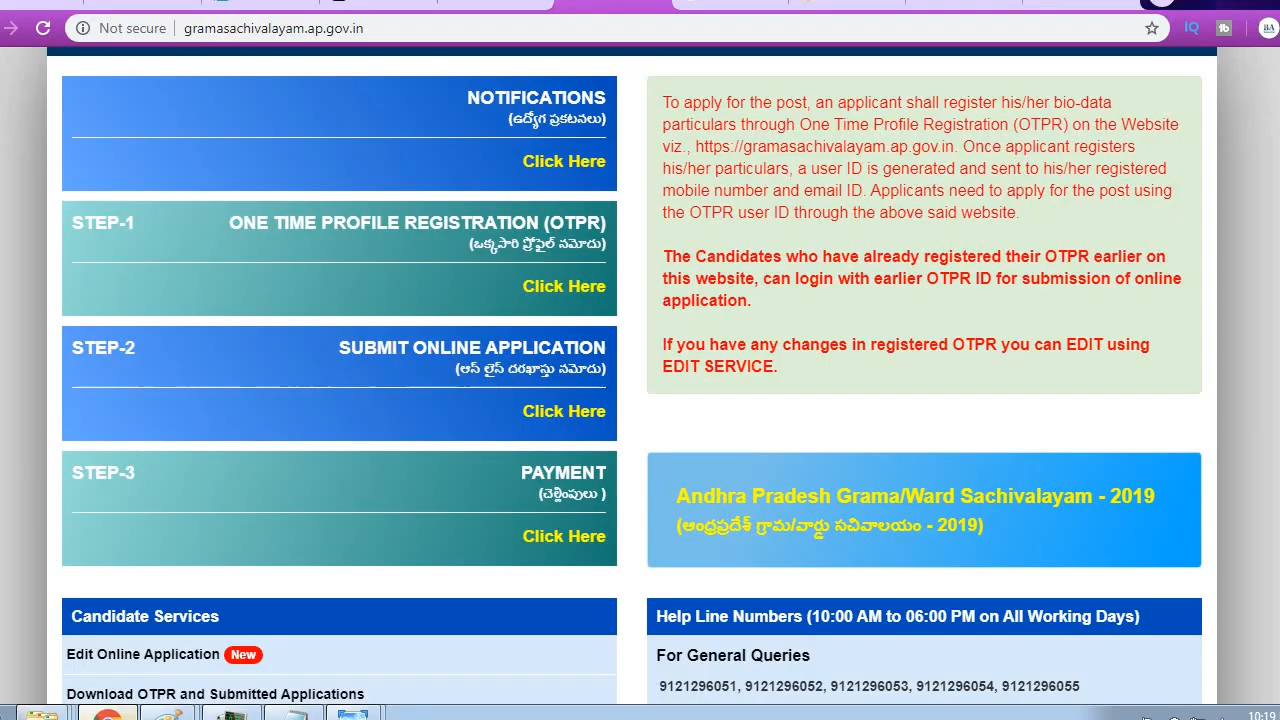 Not secure gramasachivalayam.ap.gov.in
NOTIFICATIONS
(ఉద్యోగ ప్రకటనలు)
Click Here
STEP-1 ONE TIME PROFILE REGISTRATION (OTPR)
(ఒక్కసారి ప్రొఫైల్ నమోదు)
Click Here
STEP-2 SUBMIT ONLINE APPLICATION
(ఆన్ లైన్ దరఖాస్తు నమోదు)
Click Here
STEP-3 PAYMENT
(చెల్లింపులు )
Click Here
Candidate Services
Edit Online Application New
Download OTPR and Submitted Applications
To apply for the post, an applicant shall register his/her bio-data
particulars through One Time Profile Registration (OTPR) on the Website
viz., https://gramasachivalayam.ap.gov.in. Once applicant registers
his/her particulars, a user ID is generated and sent to his/her registered
mobile number and email ID. Applicants need to apply for the post using
the OTPR user ID through the above said website.
The Candidates who have already registered their OTPR earlier on
this website, can login with earlier OTPR ID for submission of online
application.
If you have any changes in registered OTPR you can EDIT using
EDIT SERVICE.
Andhra Pradesh Grama/Ward Sachivalayam - 2019
(ఆంధ్రప్రదేశ్ గ్రామ/వార్డు సచివాలయం - 2019)
Help Line Numbers (10:00 AM to 06:00 PM on All Working Days)
For General Queries
9121296051, 9121296052, 9121296053, 9121296054, 9121296055
10:19